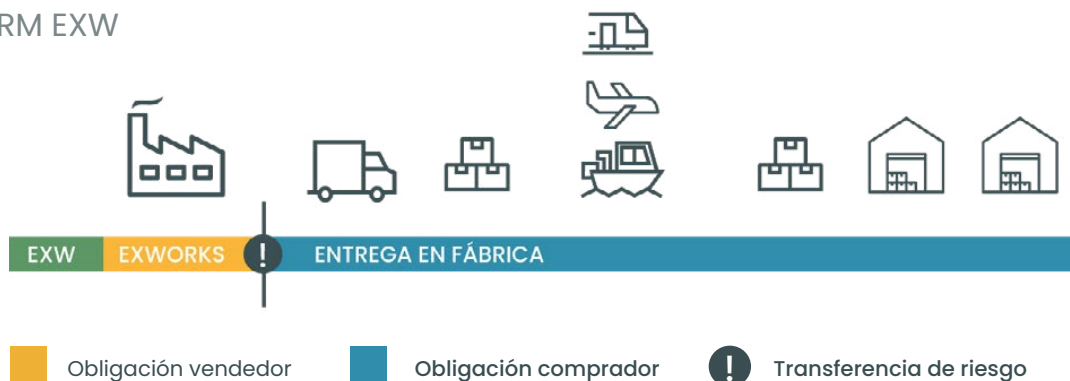 RM EXW
EXW EXWORKS ! ENTREGA EN FÁBRICA
Obligación vendedor Obligación comprador ! Transferencia de riesgo